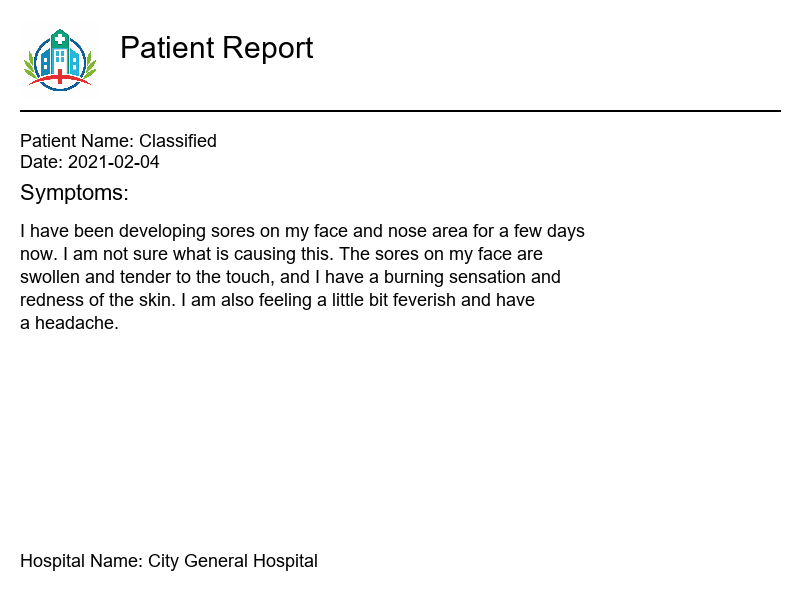 Patient Report
Patient Name: Classified
Date: 2021-02-04
Symptoms:
I have been developing sores on my face and nose area for a few days
now. I am not sure what is causing this. The sores on my face are
swollen and tender to the touch, and I have a burning sensation and
redness of the skin. I am also feeling a little bit feverish and have
a headache.
Hospital Name: City General Hospital